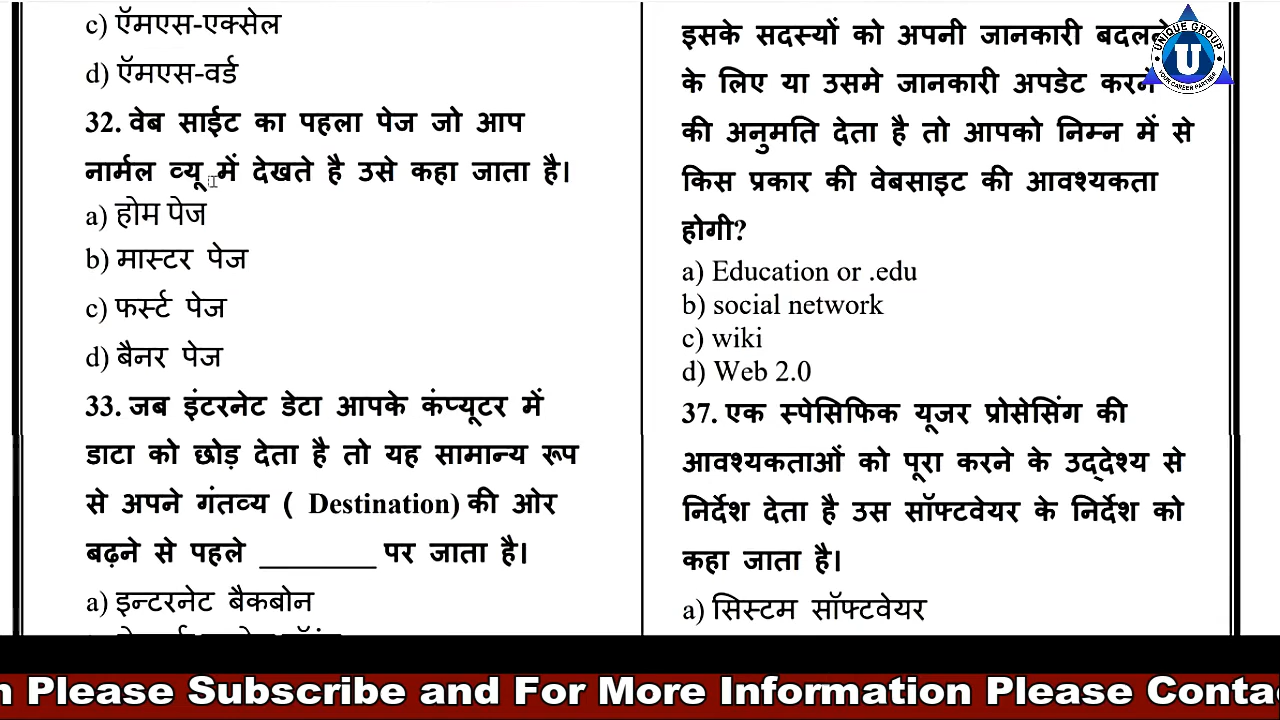 c) ऍमएस-एक्सेल
d) ऍमएस-वर्ड
32. वेब साईट का पहला पेज जो आप
नार्मल व्यू में देखते है उसे कहा जाता है।
a) होम पेज
b) मास्टर पेज
c) फर्स्ट पेज
d) बैनर पेज
33. जब इंटरनेट डेटा आपके कंप्यूटर में
डाटा को छोड़ देता है तो यह सामान्य रूप
से अपने गंतव्य ( Destination) की ओर
बढ़ने से पहले ________ पर जाता है।
a) इन्टरनेट बैकबोन
इसके सदस्यों को अपनी जानकारी बदलने
के लिए या उसमे जानकारी अपडेट करने
की अनुमति देता है तो आपको निम्न में से
किस प्रकार की वेबसाइट की आवश्यकता
होगी?
a) Education or .edu
b) social network
c) wiki
d) Web 2.0
37. एक स्पेसिफिक यूजर प्रोसेसिंग की
आवश्यकताओं को पूरा करने के उद्देश्य से
निर्देश देता है उस सॉफ्टवेयर के निर्देश को
कहा जाता है।
a) सिस्टम सॉफ्टवेयर
UNIQUE GROUP
U
YOUR CAREER PARTNER
n Please Subscribe and For More Information Please Conta